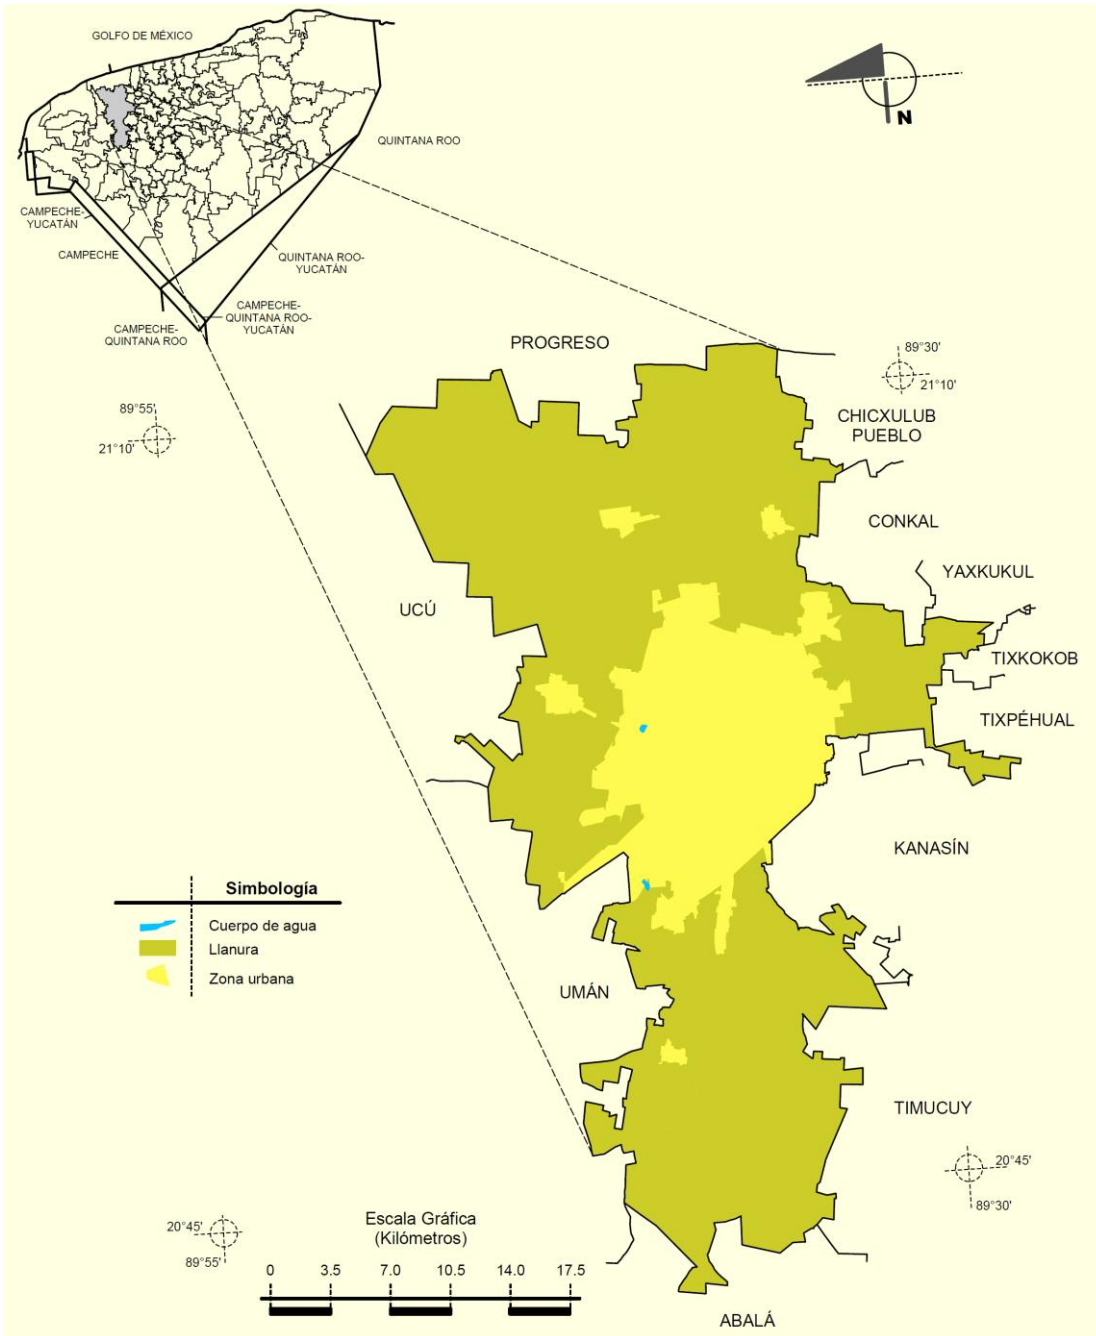 GOLFO DE MÉXICO
N
QUINTANA ROO
CAMPECHE-
YUCATÁN
CAMPECHE
QUINTANA ROO-
YUCATÁN
CAMPECHE-
QUINTANA ROO-
YUCATÁN
CAMPECHE-
QUINTANA ROO
PROGRESO
89°30'
21°10'
89°55'
21°10'
CHICXULUB
PUEBLO
CONKAL
YAXKUKUL
UCÚ
TIXKOKOB
TIXPÉHUAL
KANASÍN
Simbología
Cuerpo de agua
Llanura
Zona urbana
UMÁN
TIMUCUY
20°45'
89°30'
20°45'
89°55'
Escala Gráfica
(Kilómetros)
0 3.5 7.0 10.5 14.0 17.5
ABALÁ